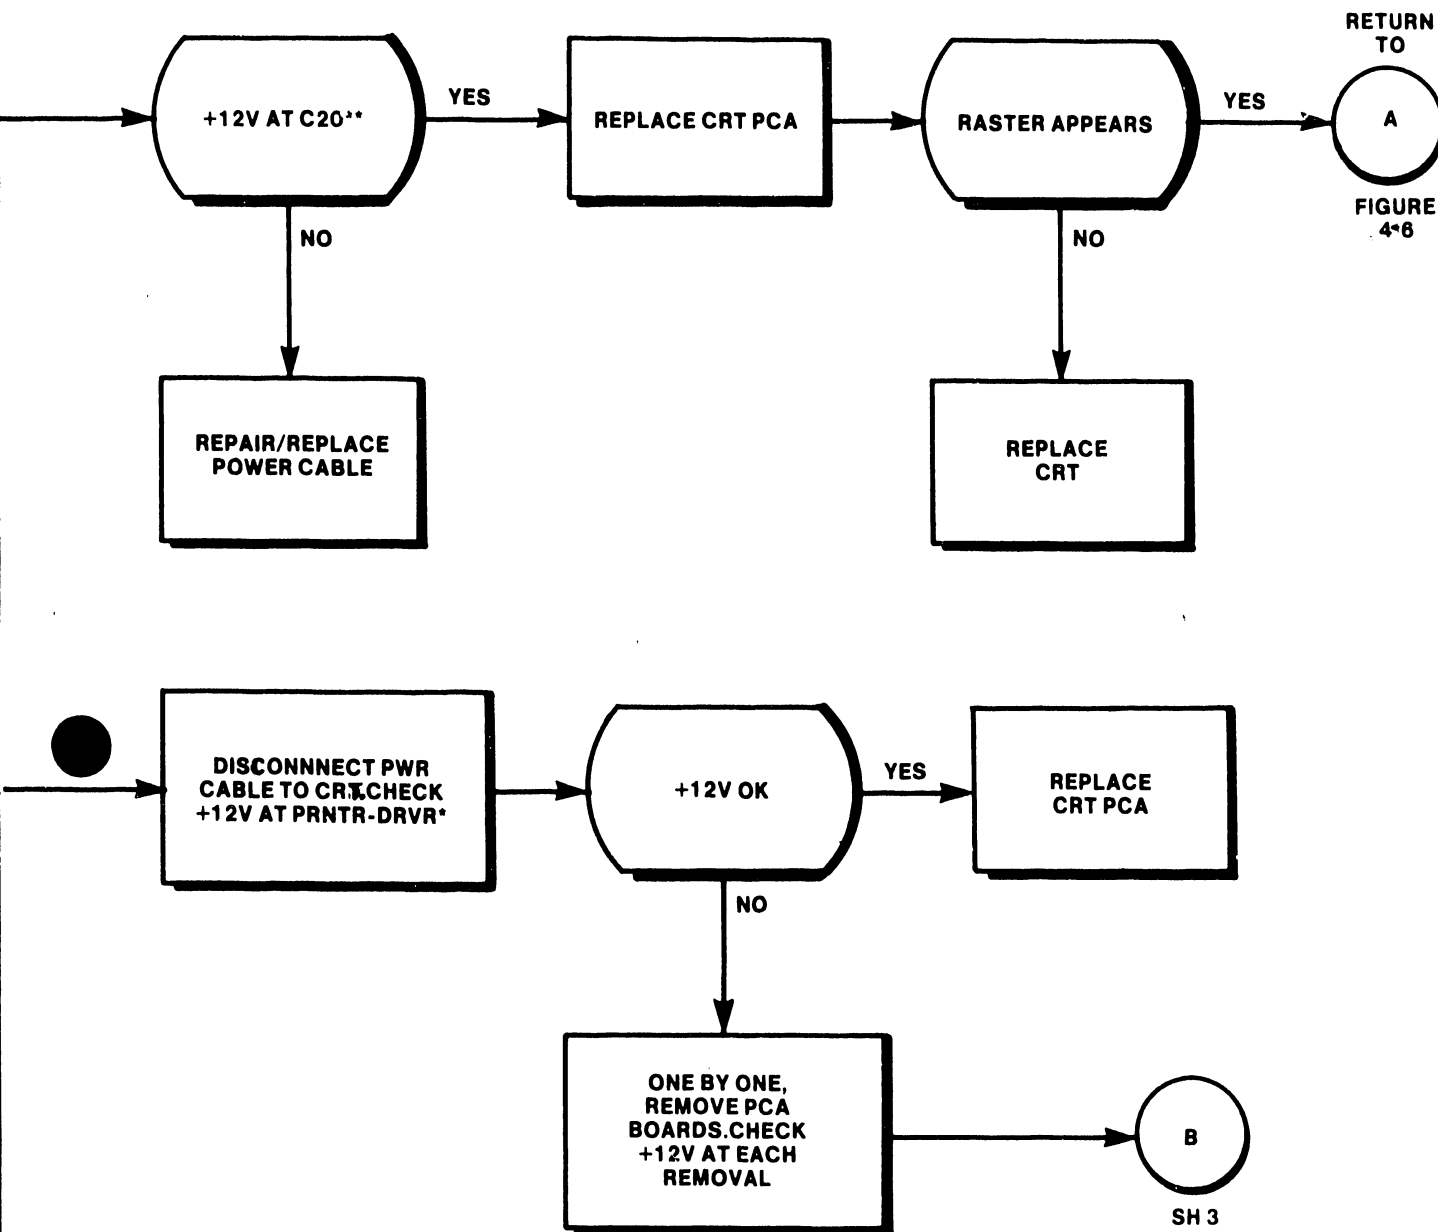 RETURN
TO
+12V AT C20**
YES
REPLACE CRT PCA
RASTER APPEARS
YES
A
FIGURE
4-6
NO
NO
REPAIR/REPLACE
POWER CABLE
REPLACE
CRT
DISCONNNECT PWR
CABLE TO CRT.CHECK
+12V AT PRNTR-DRVR*
+12V OK
YES
REPLACE
CRT PCA
NO
ONE BY ONE,
REMOVE PCA
BOARDS.CHECK
+12V AT EACH
REMOVAL
B
SH 3